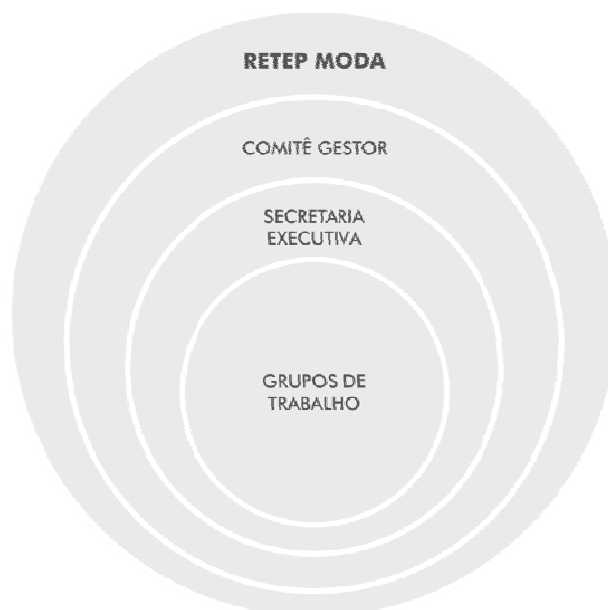 RETEP MODA
COMITÊ GESTOR
SECRETARIA
EXECUTIVA
GRUPOS DE
TRABALHO